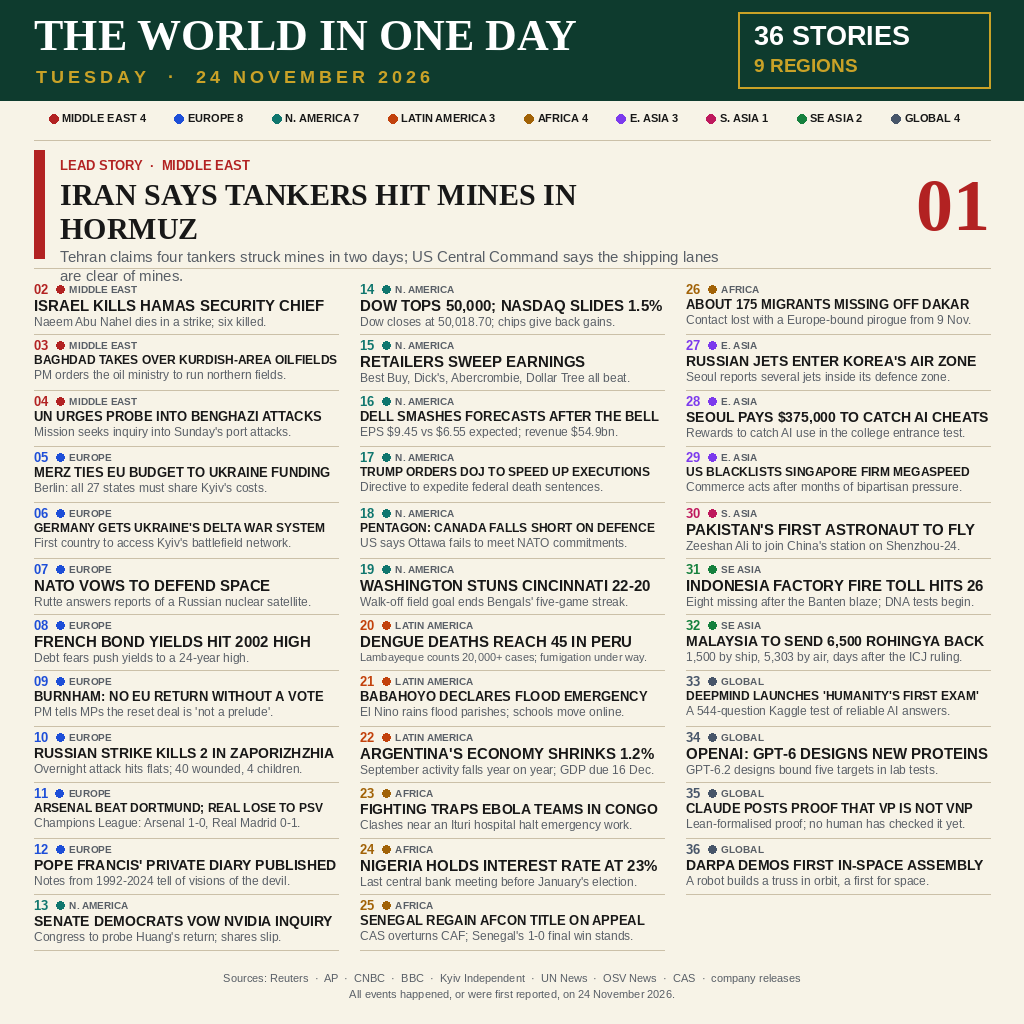 THE WORLD IN ONE DAY
TUESDAY · 24 NOVEMBER 2026
36 STORIES
9 REGIONS
MIDDLE EAST 4
EUROPE 8
N. AMERICA 7
LATIN AMERICA 3
AFRICA 4
E. ASIA 3
S. ASIA 1
SE ASIA 2
GLOBAL 4
LEAD STORY · MIDDLE EAST
IRAN SAYS TANKERS HIT MINES IN
HORMUZ
Tehran claims four tankers struck mines in two days; US Central Command says the shipping lanes
are clear of mines.
01
02 MIDDLE EAST
ISRAEL KILLS HAMAS SECURITY CHIEF
Naeem Abu Nahel dies in a strike; six killed.
03 MIDDLE EAST
BAGHDAD TAKES OVER KURDISH-AREA OILFIELDS
PM orders the oil ministry to run northern fields.
04 MIDDLE EAST
UN URGES PROBE INTO BENGHAZI ATTACKS
Mission seeks inquiry into Sunday's port attacks.
05 EUROPE
MERZ TIES EU BUDGET TO UKRAINE FUNDING
Berlin: all 27 states must share Kyiv's costs.
06 EUROPE
GERMANY GETS UKRAINE'S DELTA WAR SYSTEM
First country to access Kyiv's battlefield network.
07 EUROPE
NATO VOWS TO DEFEND SPACE
Rutte answers reports of a Russian nuclear satellite.
08 EUROPE
FRENCH BOND YIELDS HIT 2002 HIGH
Debt fears push yields to a 24-year high.
09 EUROPE
BURNHAM: NO EU RETURN WITHOUT A VOTE
PM tells MPs the reset deal is 'not a prelude'.
10 EUROPE
RUSSIAN STRIKE KILLS 2 IN ZAPORIZHZHIA
Overnight attack hits flats; 40 wounded, 4 children.
11 EUROPE
ARSENAL BEAT DORTMUND; REAL LOSE TO PSV
Champions League: Arsenal 1-0, Real Madrid 0-1.
12 EUROPE
POPE FRANCIS' PRIVATE DIARY PUBLISHED
Notes from 1992-2024 tell of visions of the devil.
13 N. AMERICA
SENATE DEMOCRATS VOW NVIDIA INQUIRY
Congress to probe Huang's return; shares slip.
14 N. AMERICA
DOW TOPS 50,000; NASDAQ SLIDES 1.5%
Dow closes at 50,018.70; chips give back gains.
15 N. AMERICA
RETAILERS SWEEP EARNINGS
Best Buy, Dick's, Abercrombie, Dollar Tree all beat.
16 N. AMERICA
DELL SMASHES FORECASTS AFTER THE BELL
EPS $9.45 vs $6.55 expected; revenue $54.9bn.
17 N. AMERICA
TRUMP ORDERS DOJ TO SPEED UP EXECUTIONS
Directive to expedite federal death sentences.
18 N. AMERICA
PENTAGON: CANADA FALLS SHORT ON DEFENCE
US says Ottawa fails to meet NATO commitments.
19 N. AMERICA
WASHINGTON STUNS CINCINNATI 22-20
Walk-off field goal ends Bengals' five-game streak.
20 LATIN AMERICA
DENGUE DEATHS REACH 45 IN PERU
Lambayeque counts 20,000+ cases; fumigation under way.
21 LATIN AMERICA
BABAHOYO DECLARES FLOOD EMERGENCY
El Nino rains flood parishes; schools move online.
22 LATIN AMERICA
ARGENTINA'S ECONOMY SHRINKS 1.2%
September activity falls year on year; GDP due 16 Dec.
23 AFRICA
FIGHTING TRAPS EBOLA TEAMS IN CONGO
Clashes near an Ituri hospital halt emergency work.
24 AFRICA
NIGERIA HOLDS INTEREST RATE AT 23%
Last central bank meeting before January's election.
25 AFRICA
SENEGAL REGAIN AFCON TITLE ON APPEAL
CAS overturns CAF; Senegal's 1-0 final win stands.
26 AFRICA
ABOUT 175 MIGRANTS MISSING OFF DAKAR
Contact lost with a Europe-bound pirogue from 9 Nov.
27 E. ASIA
RUSSIAN JETS ENTER KOREA'S AIR ZONE
Seoul reports several jets inside its defence zone.
28 E. ASIA
SEOUL PAYS $375,000 TO CATCH AI CHEATS
Rewards to catch AI use in the college entrance test.
29 E. ASIA
US BLACKLISTS SINGAPORE FIRM MEGASPEED
Commerce acts after months of bipartisan pressure.
30 S. ASIA
PAKISTAN'S FIRST ASTRONAUT TO FLY
Zeeshan Ali to join China's station on Shenzhou-24.
31 SE ASIA
INDONESIA FACTORY FIRE TOLL HITS 26
Eight missing after the Banten blaze; DNA tests begin.
32 SE ASIA
MALAYSIA TO SEND 6,500 ROHINGYA BACK
1,500 by ship, 5,303 by air, days after the ICJ ruling.
33 GLOBAL
DEEPMIND LAUNCHES 'HUMANITY'S FIRST EXAM'
A 544-question Kaggle test of reliable AI answers.
34 GLOBAL
OPENAI: GPT-6 DESIGNS NEW PROTEINS
GPT-6.2 designs bound five targets in lab tests.
35 GLOBAL
CLAUDE POSTS PROOF THAT VP IS NOT VNP
Lean-formalised proof; no human has checked it yet.
36 GLOBAL
DARPA DEMOS FIRST IN-SPACE ASSEMBLY
A robot builds a truss in orbit, a first for space.
Sources: Reuters · AP · CNBC · BBC · Kyiv Independent · UN News · OSV News · CAS · company releases
All events happened, or were first reported, on 24 November 2026.